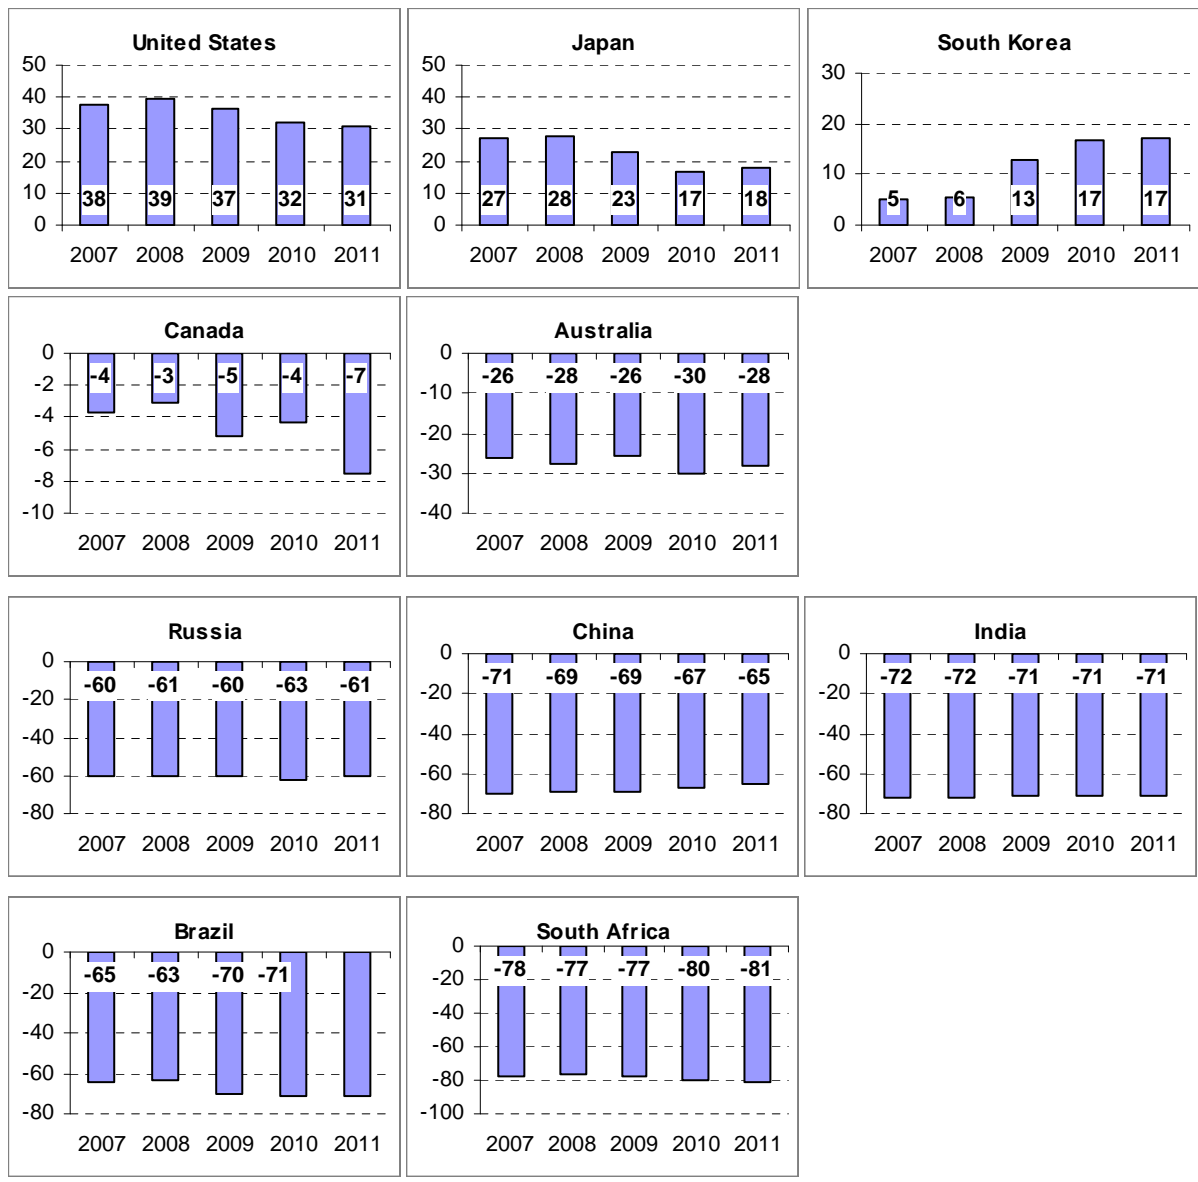 United States
50
40
30
20
10
0
38 39 37 32 31
2007 2008 2009 2010 2011
Japan
50
40
30
20
10
0
27 28 23 17 18
2007 2008 2009 2010 2011
South Korea
30
20
10
0
5 6 13 17 17
2007 2008 2009 2010 2011
Canada
0
-2
-4
-6
-8
-10
-4 -3 -5 -4 -7
2007 2008 2009 2010 2011
Australia
0
-10
-20
-30
-40
-26 -28 -26 -30 -28
2007 2008 2009 2010 2011
Russia
0
-20
-40
-60
-80
-60 -61 -60 -63 -61
2007 2008 2009 2010 2011
China
0
-20
-40
-60
-80
-71 -69 -69 -67 -65
2007 2008 2009 2010 2011
India
0
-20
-40
-60
-80
-72 -72 -71 -71 -71
2007 2008 2009 2010 2011
Brazil
0
-20
-40
-60
-80
-65 -63 -70 -71
2007 2008 2009 2010 2011
South Africa
0
-20
-40
-60
-80
-100
-78 -77 -77 -80 -81
2007 2008 2009 2010 2011